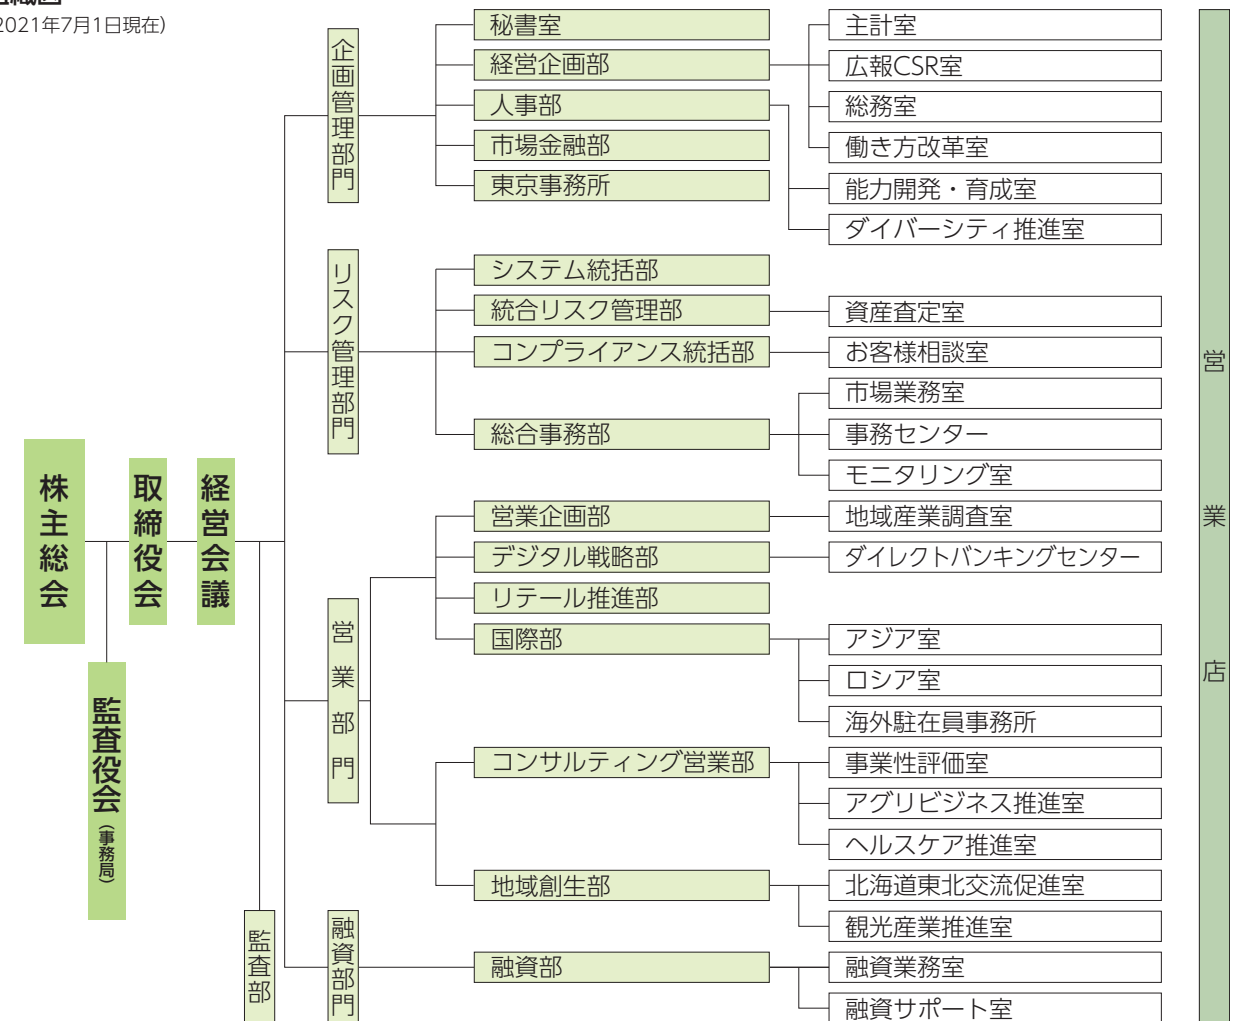 2021年7月1日現在）
株主総会
取締役会
経営会議
監査役会（事務局）
監査部
企画管理部門
秘書室
経営企画部
主計室
広報CSR室
総務室
働き方改革室
人事部
能力開発・育成室
ダイバーシティ推進室
市場金融部
東京事務所
リスク管理部門
システム統括部
統合リスク管理部
資産査定室
コンプライアンス統括部
お客様相談室
総合事務部
市場業務室
事務センター
モニタリング室
営業部門
営業企画部
地域産業調査室
デジタル戦略部
ダイレクトバンキングセンター
リテール推進部
国際部
アジア室
ロシア室
海外駐在員事務所
コンサルティング営業部
事業性評価室
アグリビジネス推進室
ヘルスケア推進室
地域創生部
北海道東北交流促進室
観光産業推進室
融資部門
融資部
融資業務室
融資サポート室
営業店